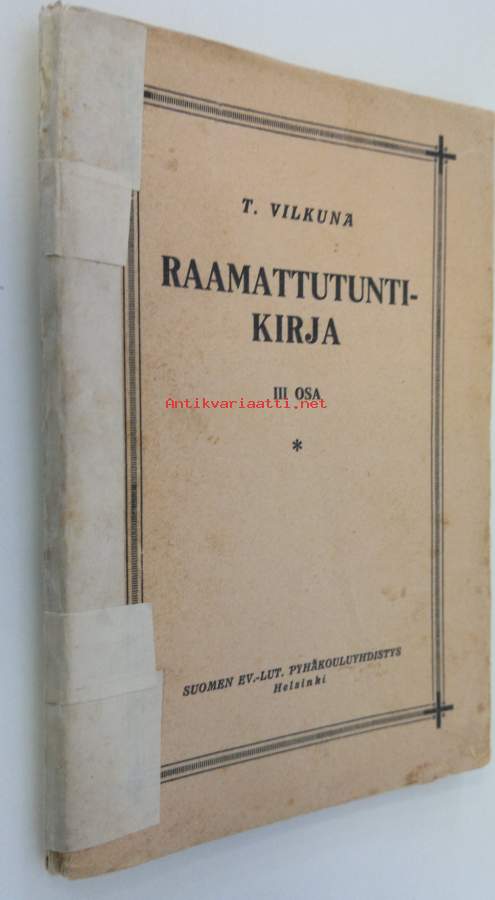 T. VILKUNA
RAAMATTUTUNTI-
KIRJA
III OSA
Antikvariaatti.net
*
SUOMEN EV.-LUT. PYHÄKOULUYHDISTYS
Helsinki